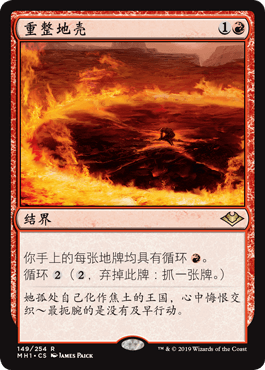 重整地壳 1
结界
你手上的每张地牌均具有循环。
循环 2（2，弃掉此牌：抓一张牌。）
她孤处自己化作焦土的王国，心中悔恨交
织～最扼腕的是没有及早行动。
149/254 R
MH1 • CS JAMES PAICK
™ & © 2019 Wizards of the Coast